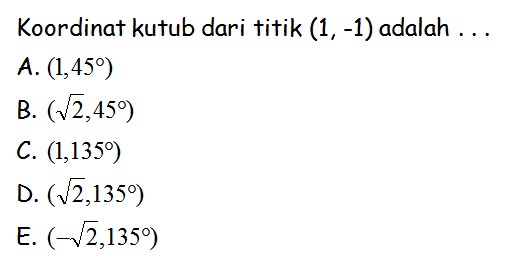 Koordinat kutub dari titik (1, -1) adalah . . .
A. (1,45°)
B. (√2,45°)
C. (1,135°)
D. (√2,135°)
E. (−√2,135°)